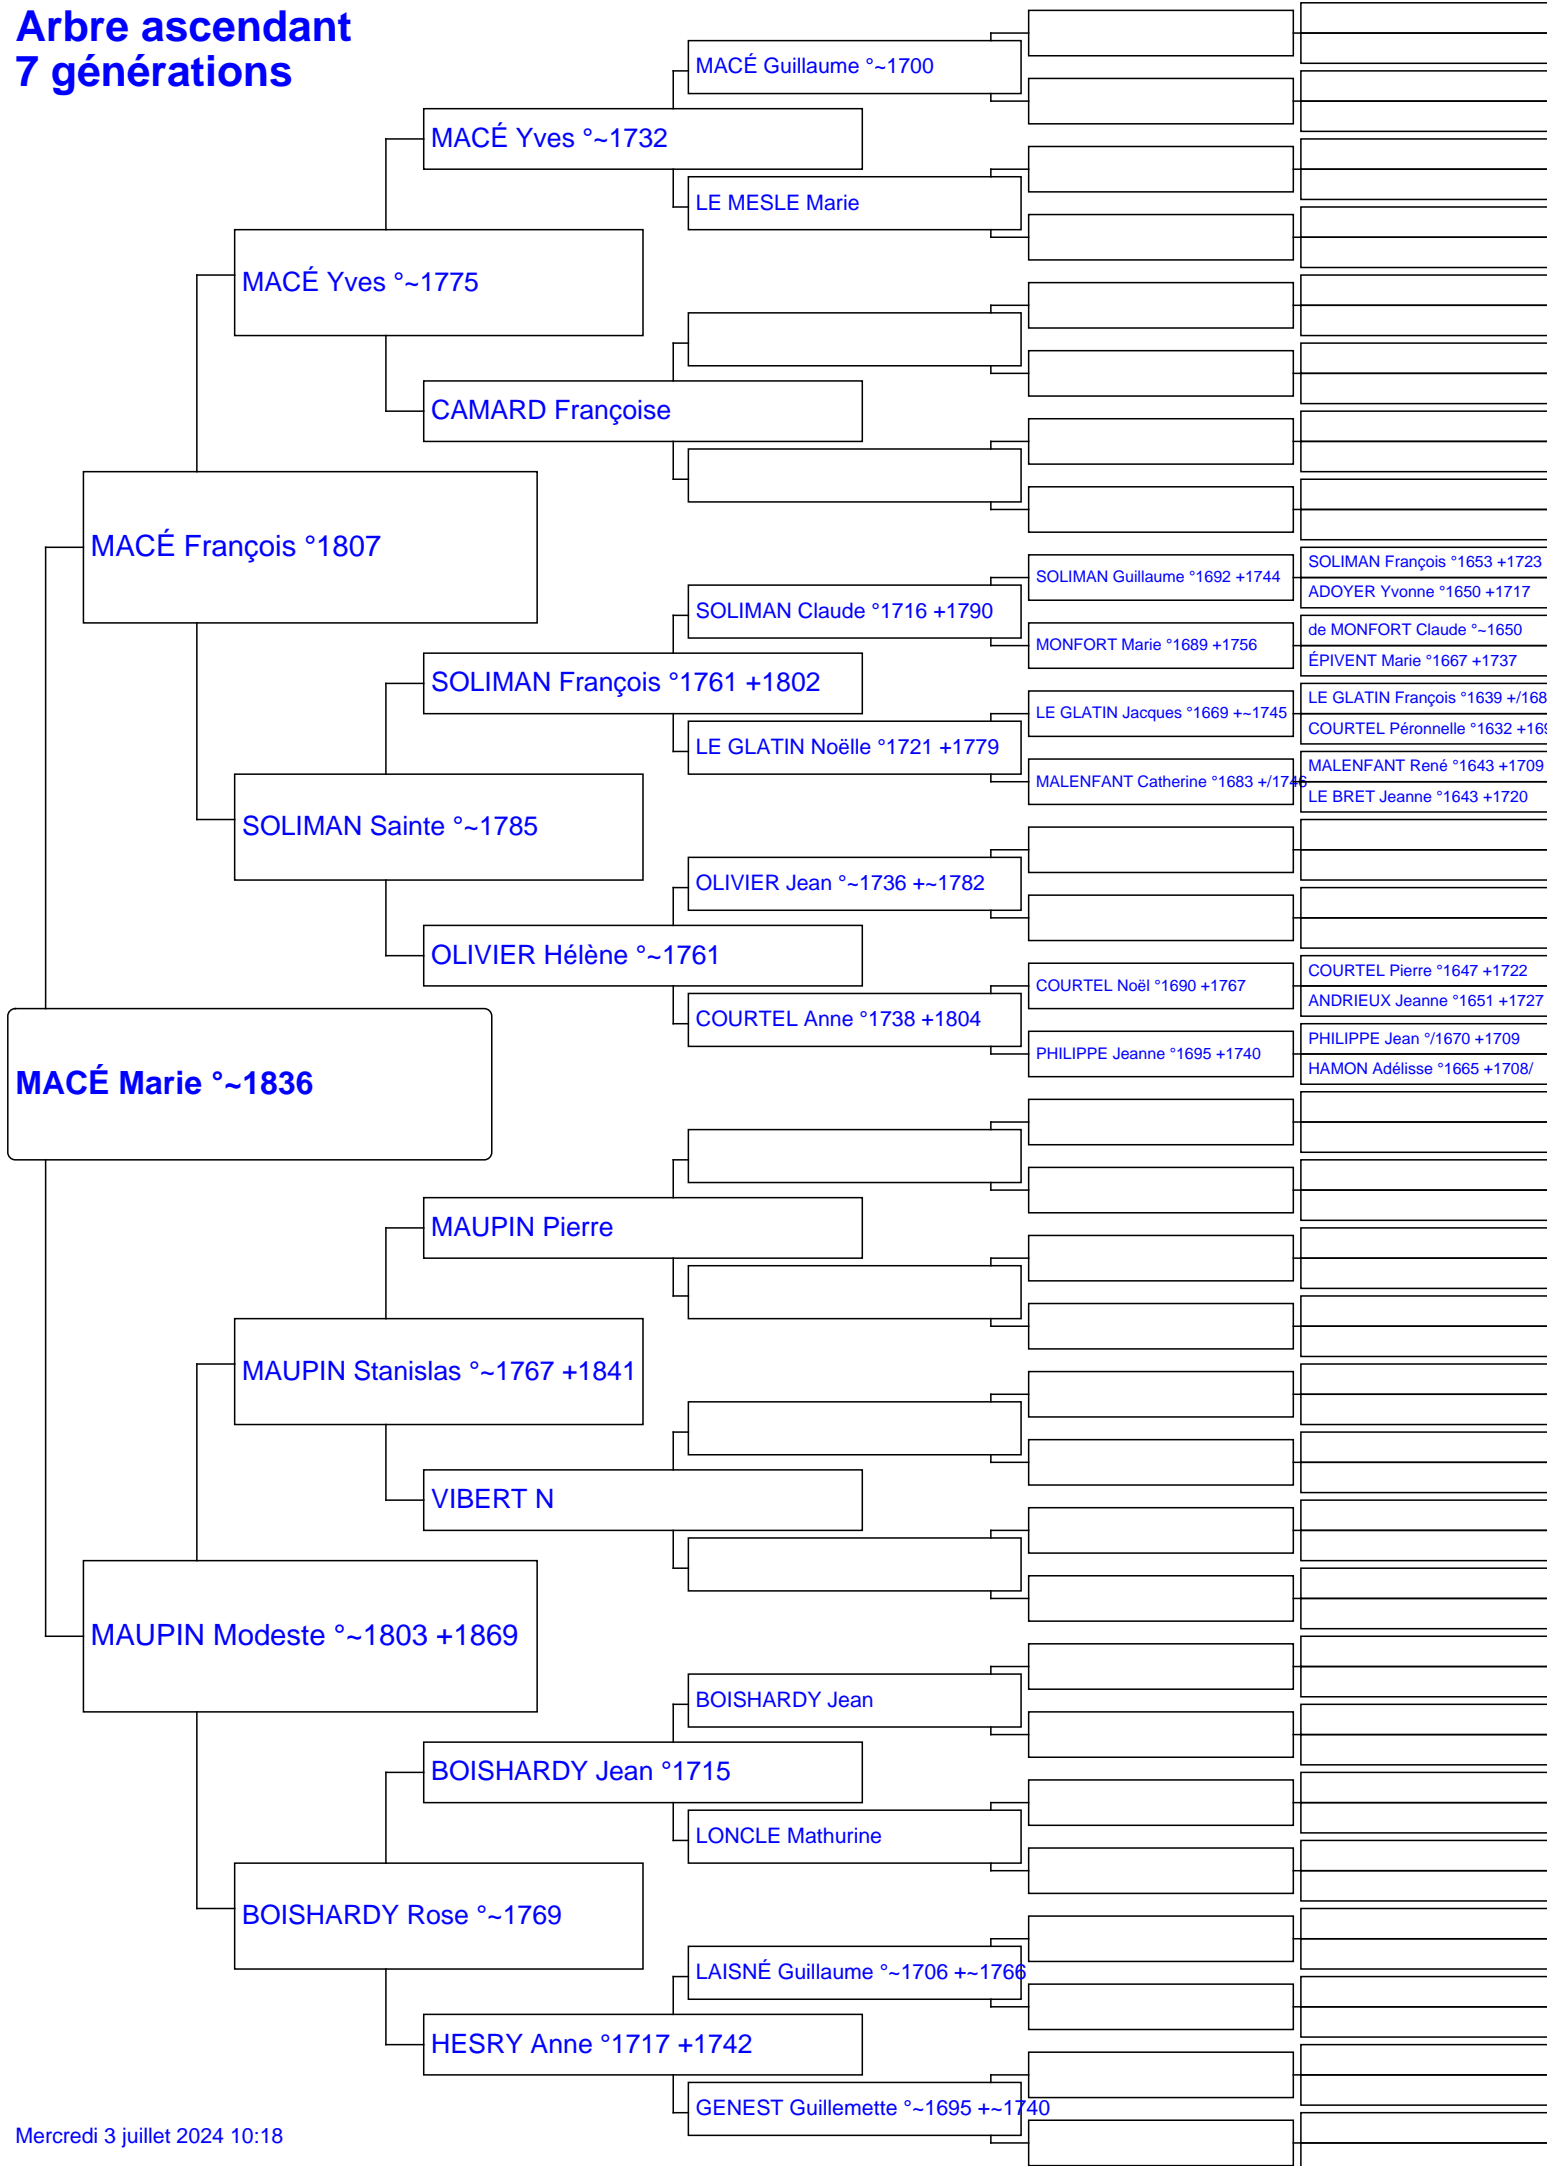 Arbre ascendant
7 générations
MACÉ Guillaume °~1700
MACÉ Yves °~1732
LE MESLE Marie
MACÉ Yves °~1775
CAMARD Françoise
MACÉ François °1807
SOLIMAN François °1653 +1723
SOLIMAN Guillaume °1692 +1744
ADOYER Yvonne °1650 +1717
SOLIMAN Claude °1716 +1790
de MONFORT Claude °~1650
MONFORT Marie °1689 +1756
ÉPIVENT Marie °1667 +1737
SOLIMAN François °1761 +1802
LE GLATIN François °1639 +/168
LE GLATIN Jacques °1669 +~1745
COURTEL Péronnelle °1632 +169
LE GLATIN Noëlle °1721 +1779
MALENFANT René °1643 +1709
MALENFANT Catherine °1683 +/1746
LE BRET Jeanne °1643 +1720
SOLIMAN Sainte °~1785
OLIVIER Jean °~1736 +~1782
OLIVIER Hélène °~1761
COURTEL Pierre °1647 +1722
COURTEL Noël °1690 +1767
ANDRIEUX Jeanne °1651 +1727
COURTEL Anne °1738 +1804
PHILIPPE Jean °/1670 +1709
PHILIPPE Jeanne °1695 +1740
HAMON Adélisse °1665 +1708/
MACÉ Marie °~1836
MAUPIN Pierre
MAUPIN Stanislas °~1767 +1841
VIBERT N
MAUPIN Modeste °~1803 +1869
BOISHARDY Jean
BOISHARDY Jean °1715
LONCLE Mathurine
BOISHARDY Rose °~1769
LAISNÉ Guillaume °~1706 +~1766
HESRY Anne °1717 +1742
GENEST Guillemette °~1695 +~1740
Mercredi 3 juillet 2024 10:18